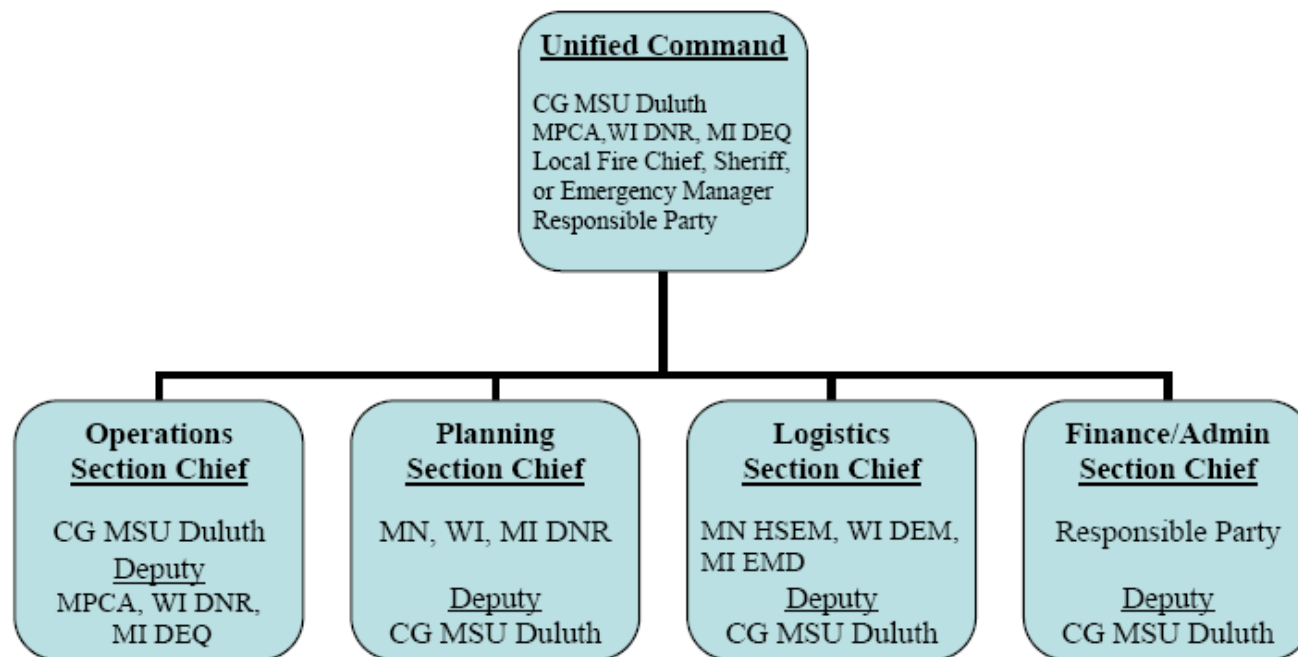 Unified Command
CG MSU Duluth
MPCA,WI DNR, MI DEQ
Local Fire Chief, Sheriff,
or Emergency Manager
Responsible Party
Operations
Section Chief
CG MSU Duluth
Deputy
MPCA, WI DNR,
MI DEQ
Planning
Section Chief
MN, WI, MI DNR
Deputy
CG MSU Duluth
Logistics
Section Chief
MN HSEM, WI DEM,
MI EMD
Deputy
CG MSU Duluth
Finance/Admin
Section Chief
Responsible Party
Deputy
CG MSU Duluth